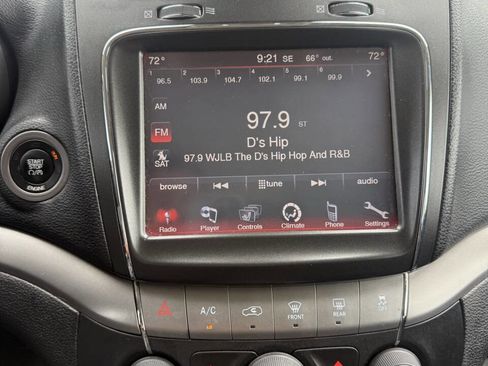 72° 9:21 SE 66° out. 72°
1 2 3 4 5 6
96.5 103.9 104.7 102.1 99.1 99.9
AM
FM
SAT
97.9 ST
D's Hip
97.9 WJLB The D's Hip Hop And R&B
browse tune audio
Radio Player Controls Climate Phone Settings
START
STOP
ENGINE
A/C FRONT REAR OFF